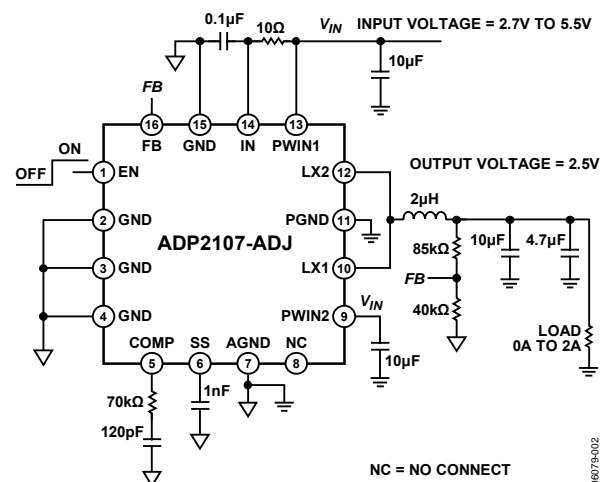 0.1µF
10Ω
VIN
INPUT VOLTAGE = 2.7V TO 5.5V
10µF
FB
16
15
14
13
FB
GND
IN
PWIN1
ON
OFF
1
EN
LX2
12
OUTPUT VOLTAGE = 2.5V
2µH
2
GND
PGND
11
85kΩ
10µF
4.7µF
ADP2107-ADJ
3
GND
LX1
10
FB
40kΩ
4
GND
PWIN2
9
VIN
LOAD
0A TO 2A
COMP
SS
AGND
NC
5
6
7
8
10µF
70kΩ
1nF
120pF
NC = NO CONNECT
06079-002